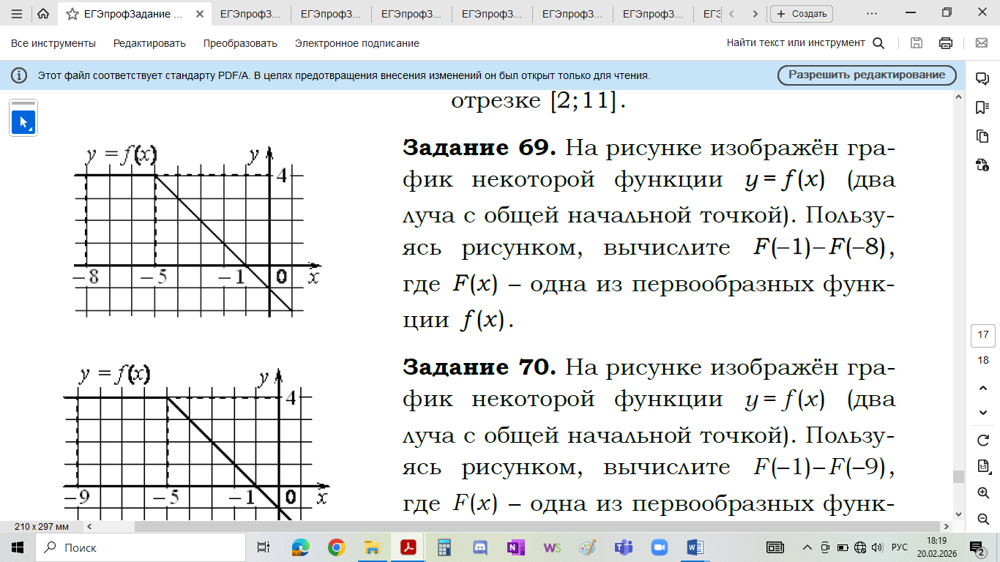 ЕГЭпрофЗадание ...
ЕГЭпрофЗ...
ЕГЭпрофЗ...
ЕГЭпрофЗ...
ЕГЭпрофЗ...
ЕГЭпрофЗ...
ЕГЭпрофЗ...
ЕГЭ
Создать
Все инструменты
Редактировать
Преобразовать
Электронное подписание
Найти текст или инструмент
Этот файл соответствует стандарту PDF/A. В целях предотвращения внесения изменений он был открыт только для чтения.
Разрешить редактирование
отрезке [2;11].
y = f(x)
y
4
−8
−5
−1
0
x
Задание 69. На рисунке изображён гра-
фик некоторой функции y = f(x) (два
луча с общей начальной точкой). Пользу-
ясь рисунком, вычислите F(−1)−F(−8),
где F(x) – одна из первообразных функ-
ции f(x).
y = f(x)
y
4
−9
−5
−1
0
x
Задание 70. На рисунке изображён гра-
фик некоторой функции y = f(x) (два
луча с общей начальной точкой). Пользу-
ясь рисунком, вычислите F(−1)−F(−9),
где F(x) – одна из первообразных функ-
17
18
1:1
210 x 297 мм
Поиск
N
WS
W
РУС
18:19
20.02.2026
2